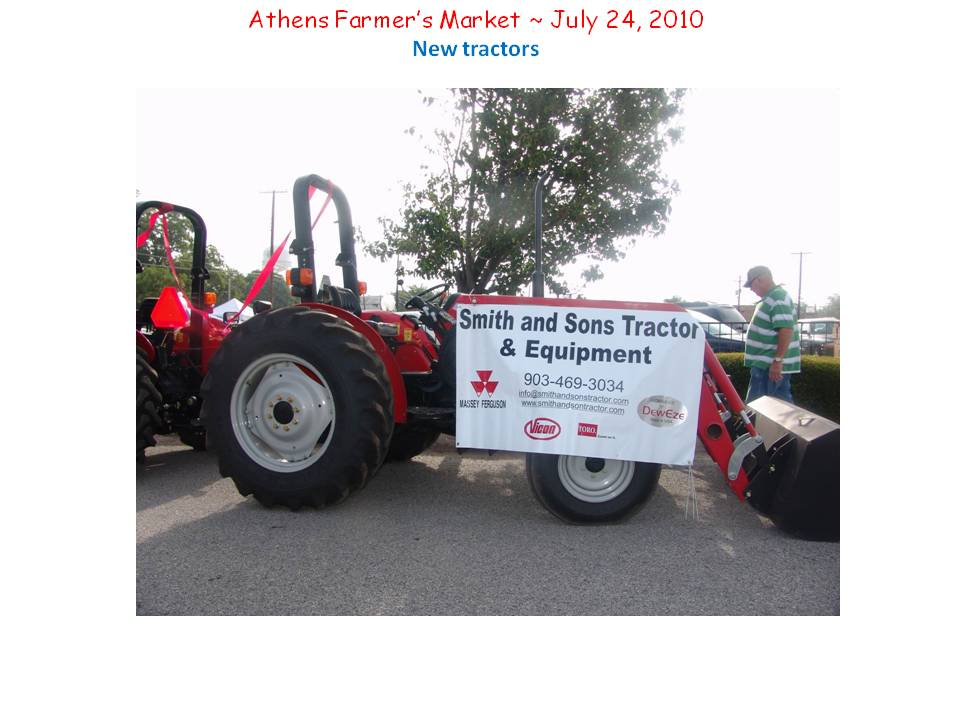 Athens Farmer's Market ~ July 24, 2010
New tractors
Smith and Sons Tractor
& Equipment
903-469-3034
info@smithandsonstractor.com
www.smithandsontractor.com
MASSEY FERGUSON
DewEze
Vicon
TORO.